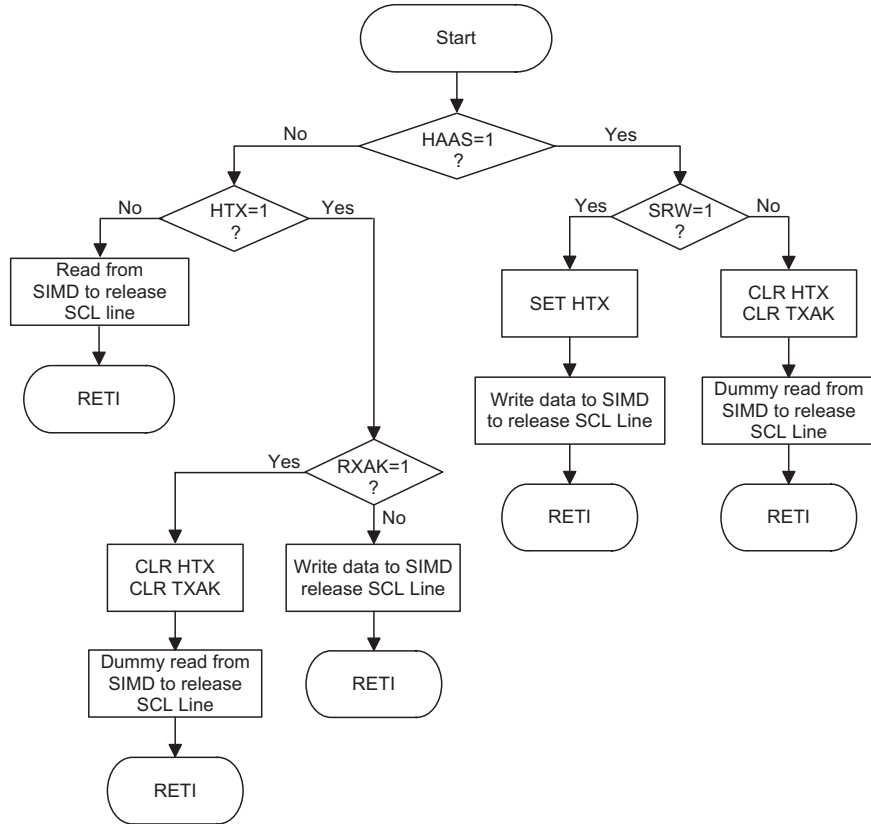 Start
HAAS=1
?
No
Yes
HTX=1
?
No
Yes
SRW=1
?
Yes
No
Read from
SIMD to release
SCL line
SET HTX
CLR HTX
CLR TXAK
RETI
Write data to SIMD
to release SCL Line
Dummy read from
SIMD to release
SCL Line
RXAK=1
?
Yes
No
RETI
RETI
CLR HTX
CLR TXAK
Write data to SIMD
release SCL Line
Dummy read from
SIMD to release
SCL Line
RETI
RETI